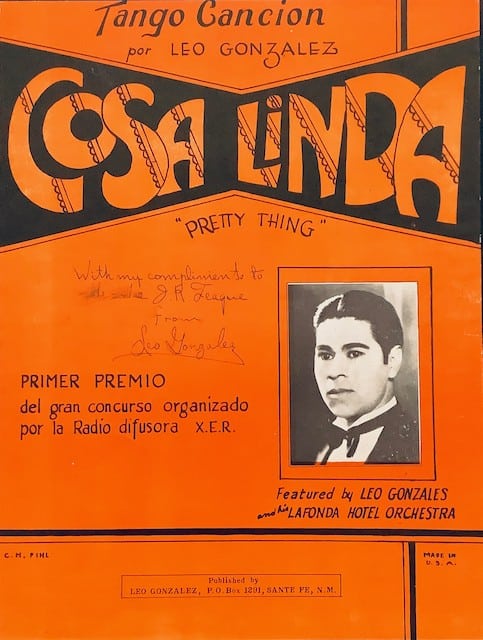 Tango Cancion
por LEO GONZALEZ
COSA LINDA
"PRETTY THING"
With my compliments to
J.R. Teague
From
Leo Gonzalez
PRIMER PREMIO
del gran concurso organizado
por la Radio difusora X.E.R.
Featured by LEO GONZALES
and his LAFONDA HOTEL ORCHESTRA
C. M. PIHL
MADE IN
U. S. A.
Published by
LEO GONZALEZ, P. O. Box 1291, SANTE FE, N. M.